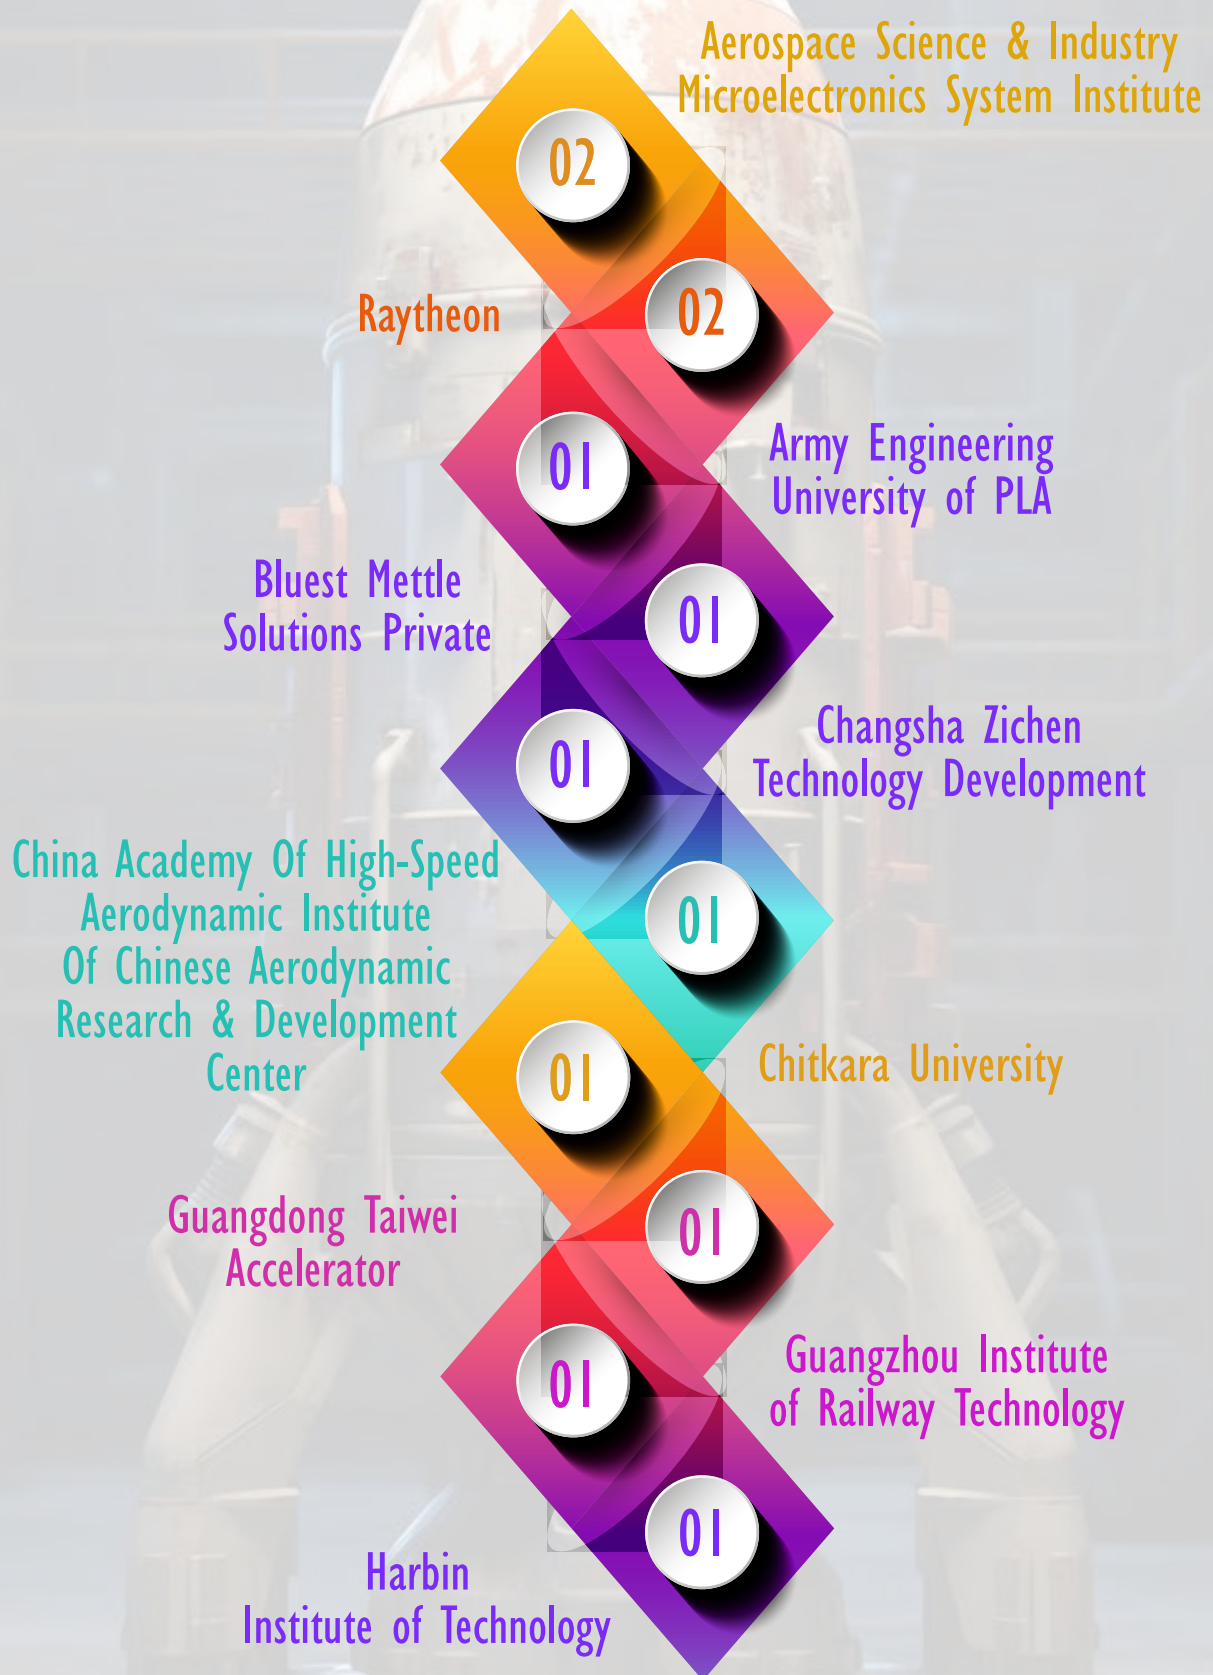 Aerospace Science & Industry
Microelectronics System Institute
02
Raytheon
02
Army Engineering
University of PLA
01
Bluest Mettle
Solutions Private
01
Changsha Zichen
Technology Development
01
China Academy Of High-Speed
Aerodynamic Institute
Of Chinese Aerodynamic
Research & Development
Center
01
Chitkara University
01
Guangdong Taiwei
Accelerator
01
Guangzhou Institute
of Railway Technology
01
Harbin
Institute of Technology
01